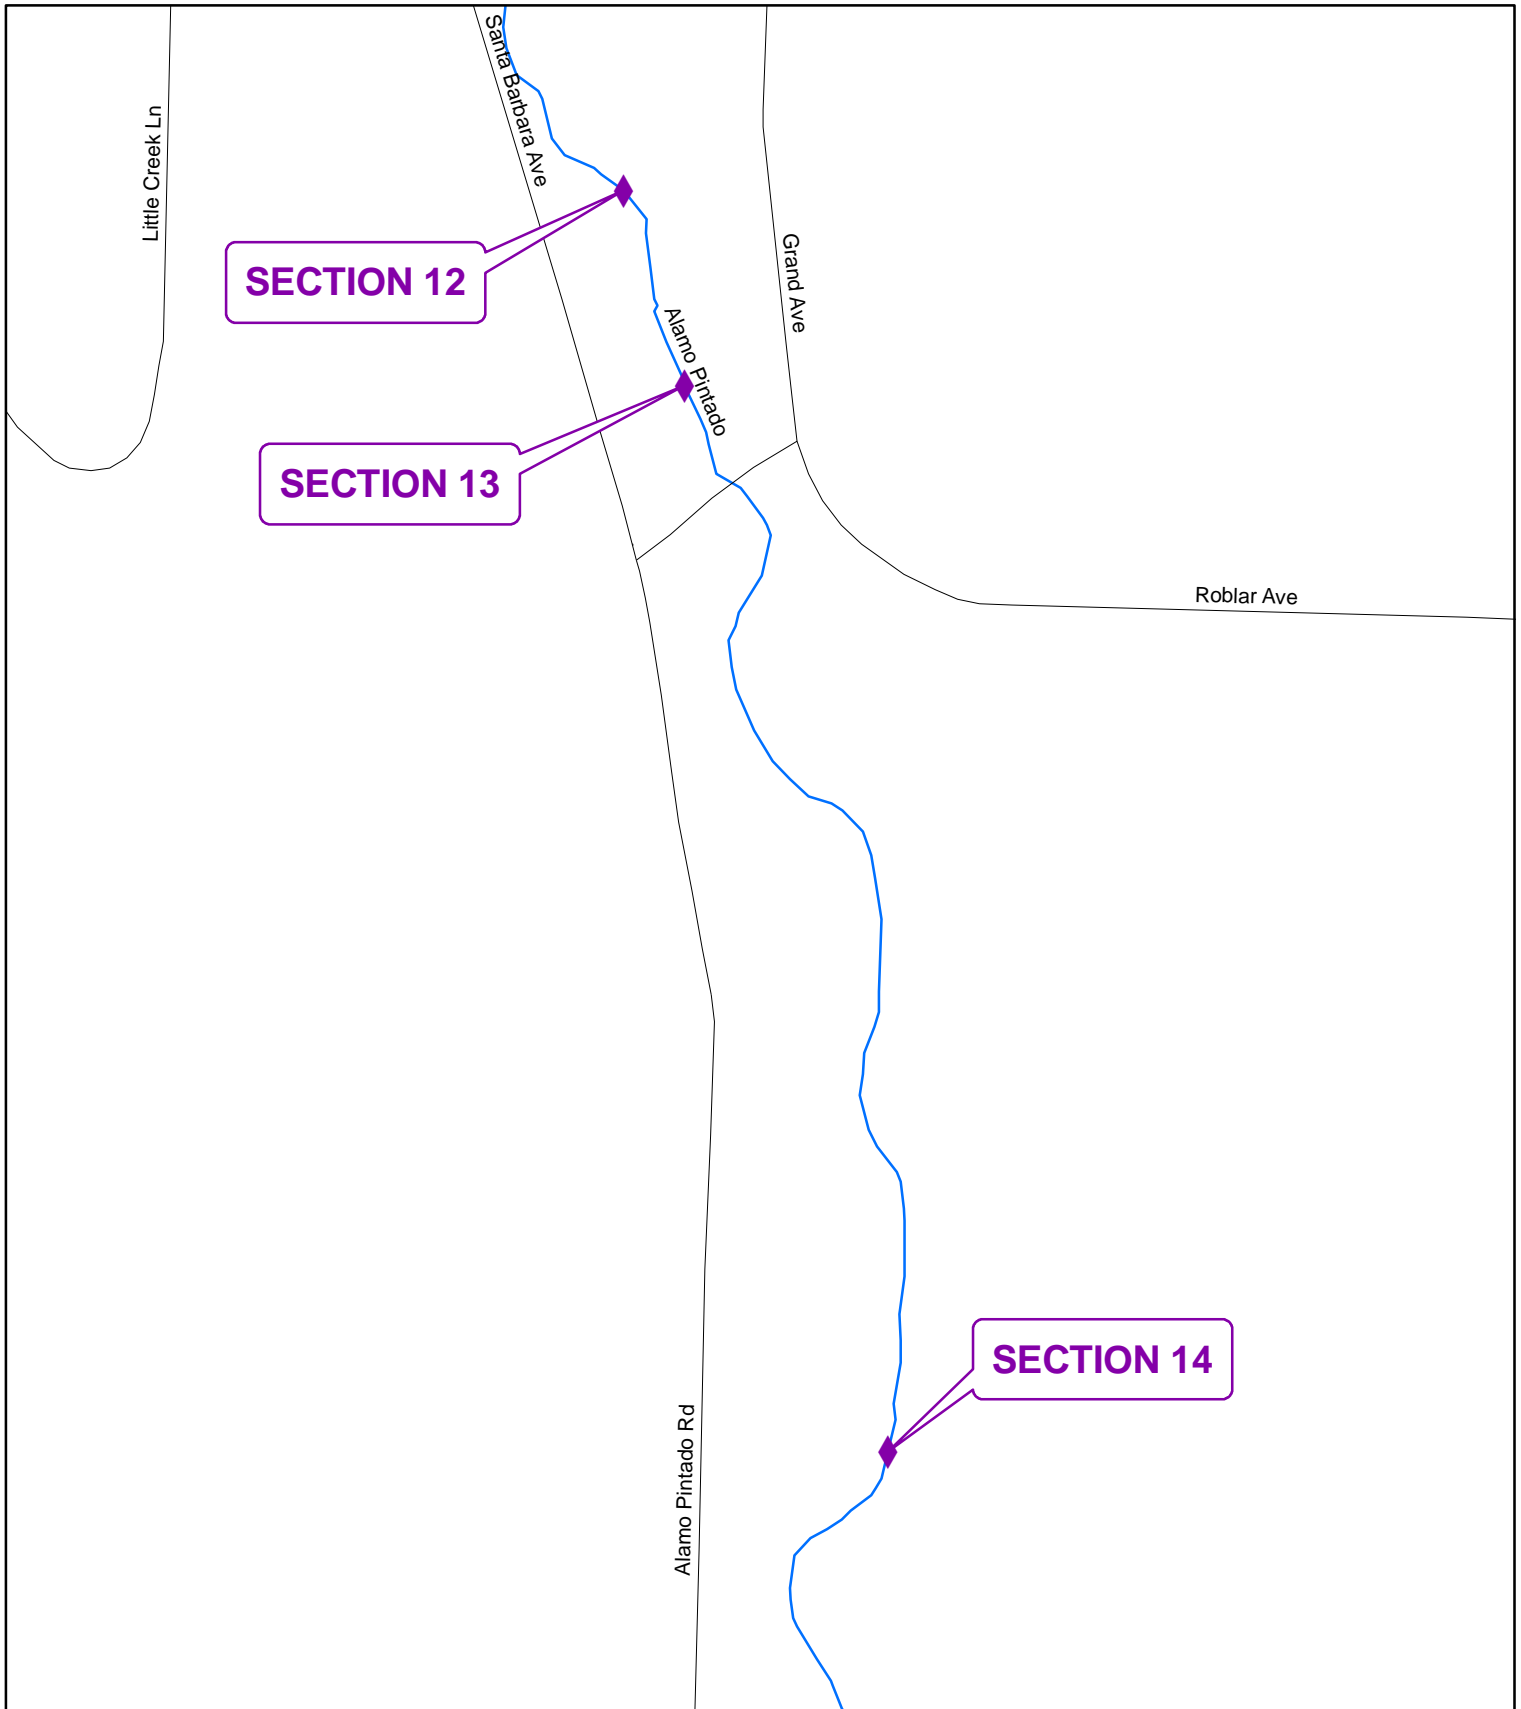 Santa Barbara Ave
Little Creek Ln
Grand Ave
SECTION 12
Alamo Pintado
SECTION 13
Roblar Ave
SECTION 14
Alamo Pintado Rd